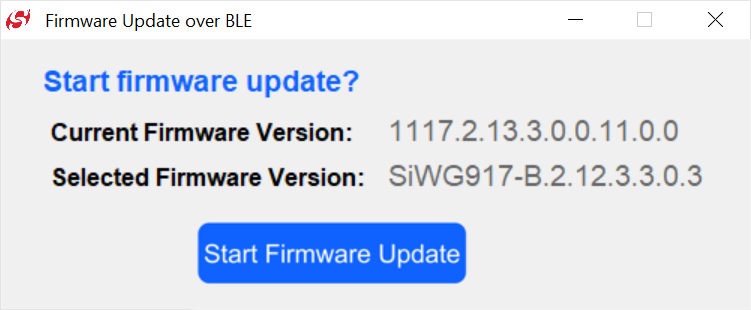 Firmware Update over BLE
Start firmware update?
Current Firmware Version: 1117.2.13.3.0.0.11.0.0
Selected Firmware Version: SiWG917-B.2.12.3.3.0.3
Start Firmware Update